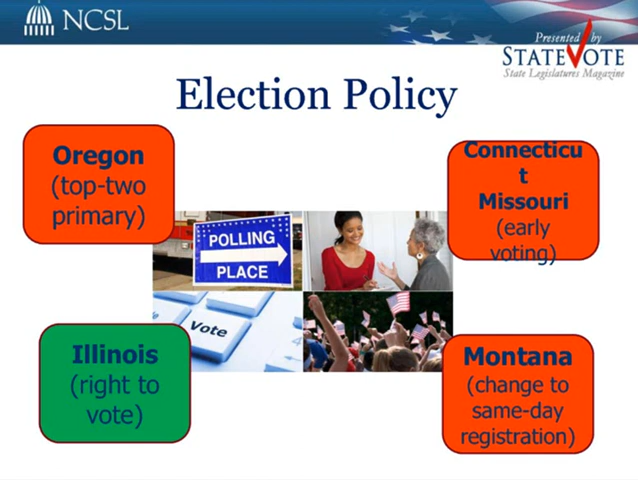 NCSL
Presented by
STATEVOTE
State Legislatures Magazine
Election Policy
Oregon
(top-two
primary)
Connecticu
t
Missouri
(early
voting)
POLLING
PLACE
Vote
Illinois
(right to
vote)
Montana
(change to
same-day
registration)